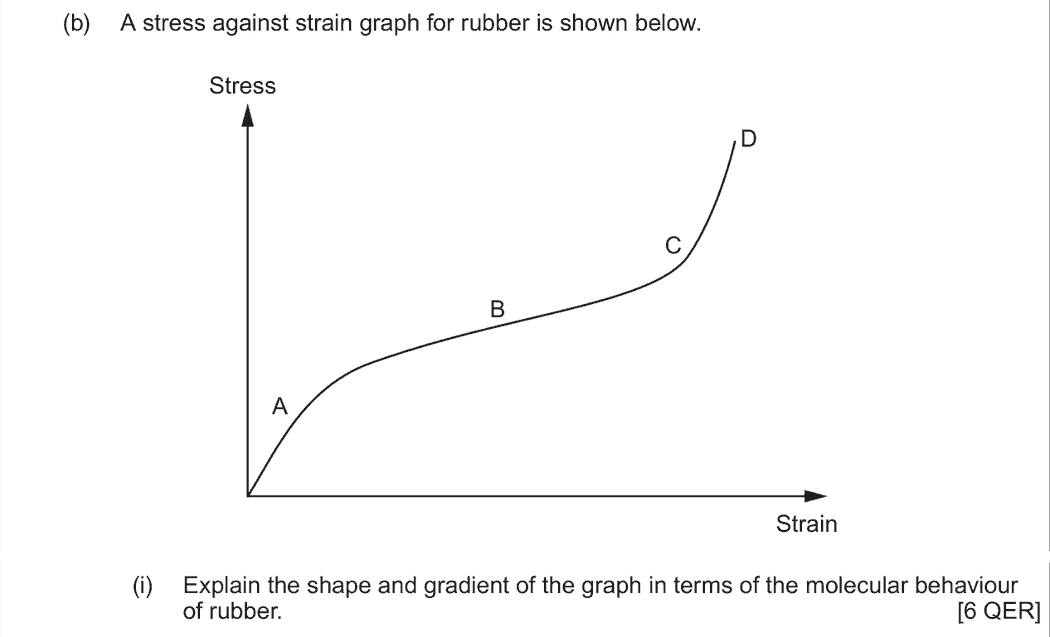 (b) A stress against strain graph for rubber is shown below.
Stress
D
C
B
A
Strain
(i) Explain the shape and gradient of the graph in terms of the molecular behaviour
of rubber. [6 QER]